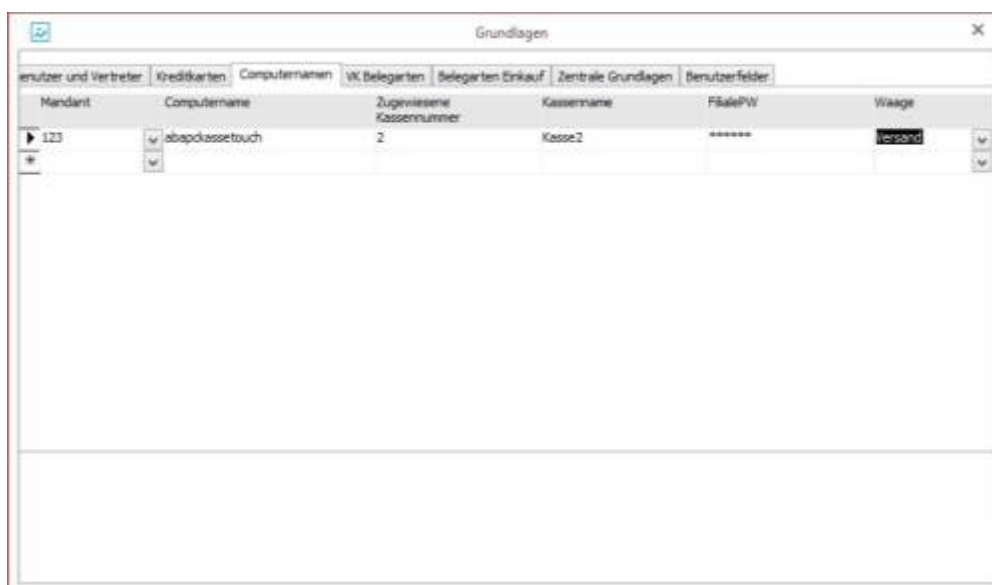 Grundlagen
enutzer und Vertreter Kreditkarten Computernamen VK Belegarten Belegarten Einkauf Zentrale Grundlagen Benutzerfelder
Mandant Computername Zugewiesene Kassennummer Kassenname FilialePW Waage
123 abapckassetouch 2 Kasse2 ****** Versand
*